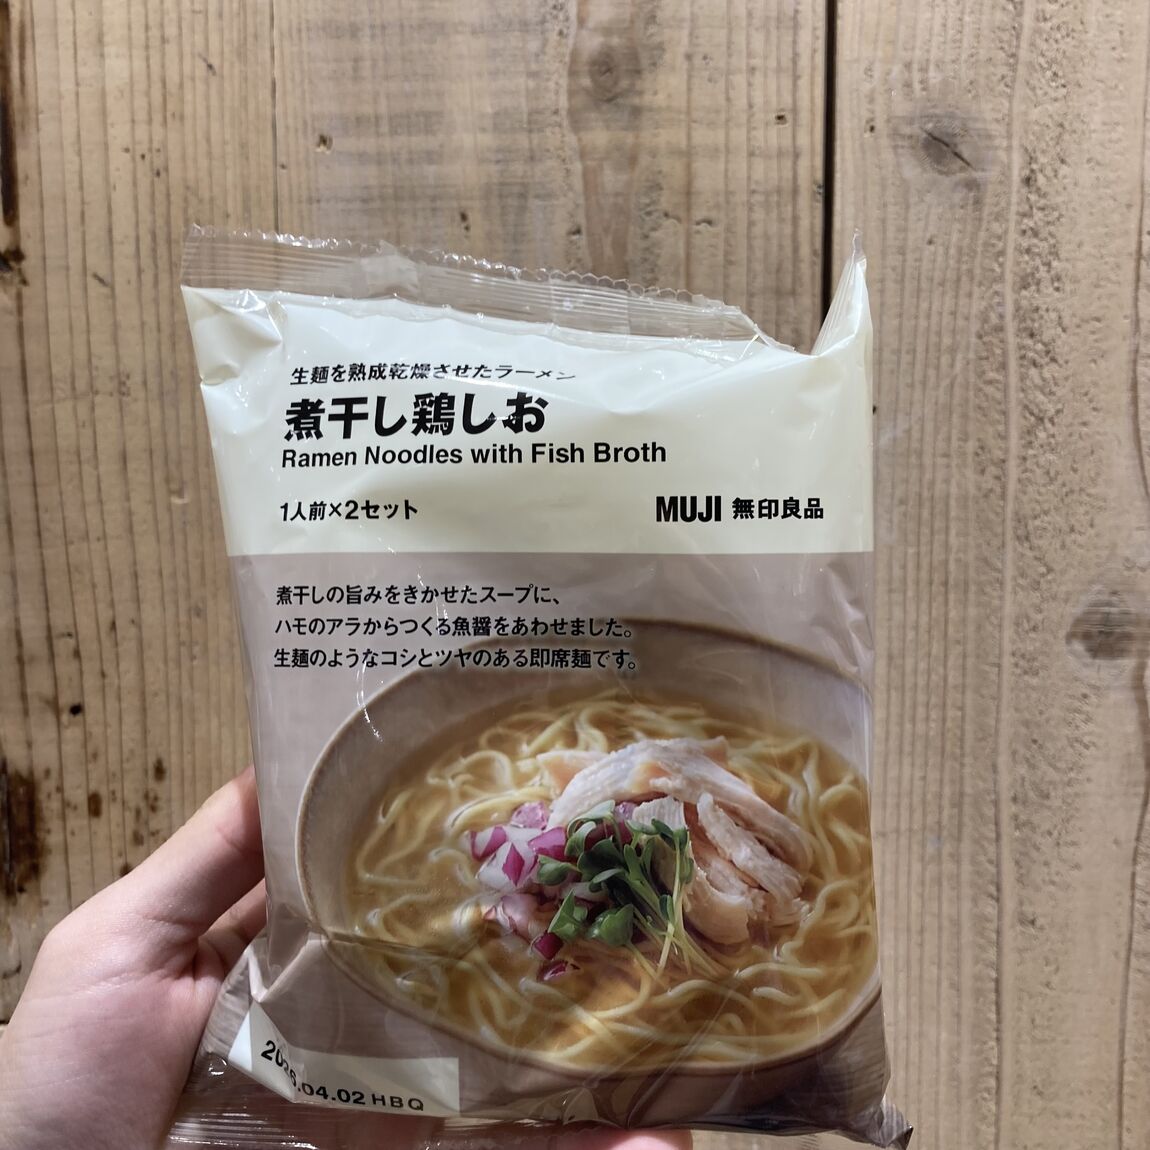 生麺を熟成乾燥させたラーメン
煮干し鶏しお
Ramen Noodles with Fish Broth
1人前×2セット
MUJI 無印良品
煮干しの旨みをきかせたスープに、
ハモのアラからつくる魚醤をあわせました。
生麺のようなコシとツヤのある即席麺です。
2026.04.02 HBQ